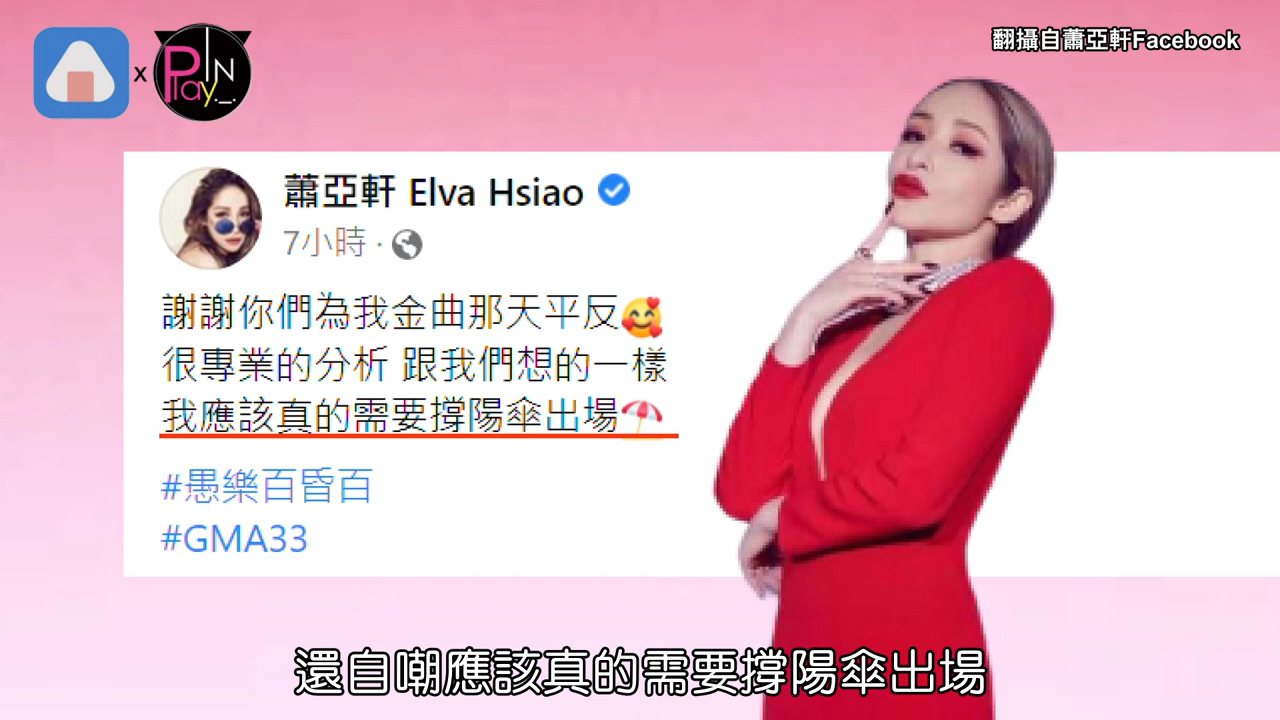 翻攝自蕭亞軒Facebook
x
Play IN
蕭亞軒 Elva Hsiao
7小時 ·
謝謝你們為我金曲那天平反🥰
很專業的分析 跟我們想的一樣
我應該真的需要撐陽傘出場⛱️
#愚樂百昏百
#GMA33
還自嘲應該真的需要撐陽傘出場